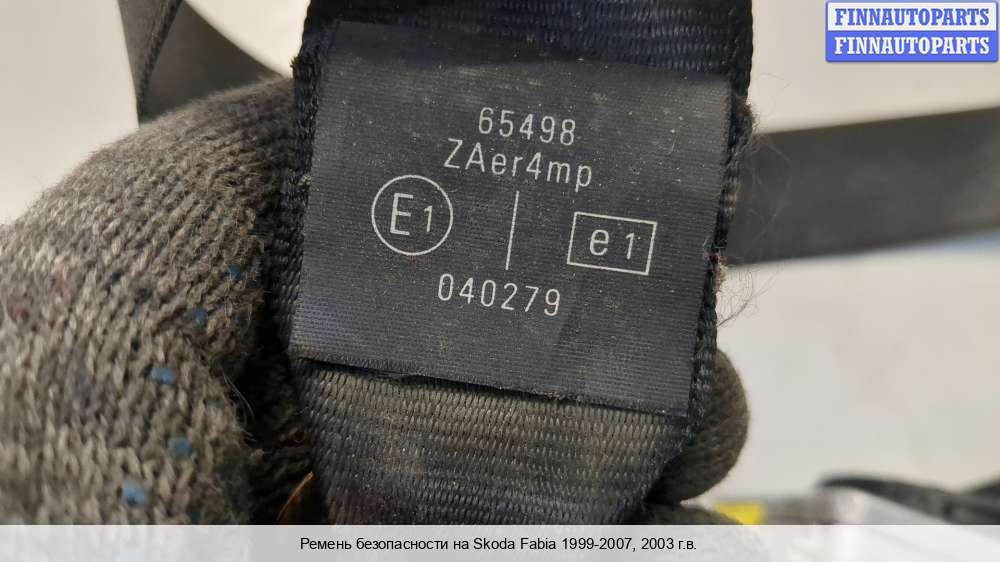 FINNAUTOPARTS
FINNAUTOPARTS
65498
ZAer4mp
E1
e1
040279
Ремень безопасности на Skoda Fabia 1999-2007, 2003 г.в.